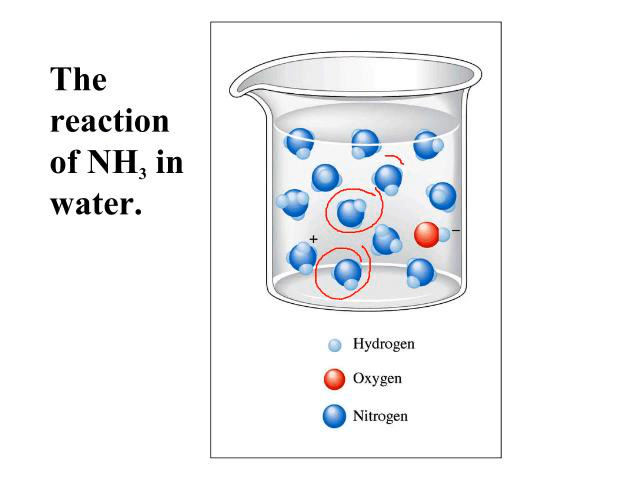 The
reaction
of NH₃ in
water.
+
−
Hydrogen
Oxygen
Nitrogen